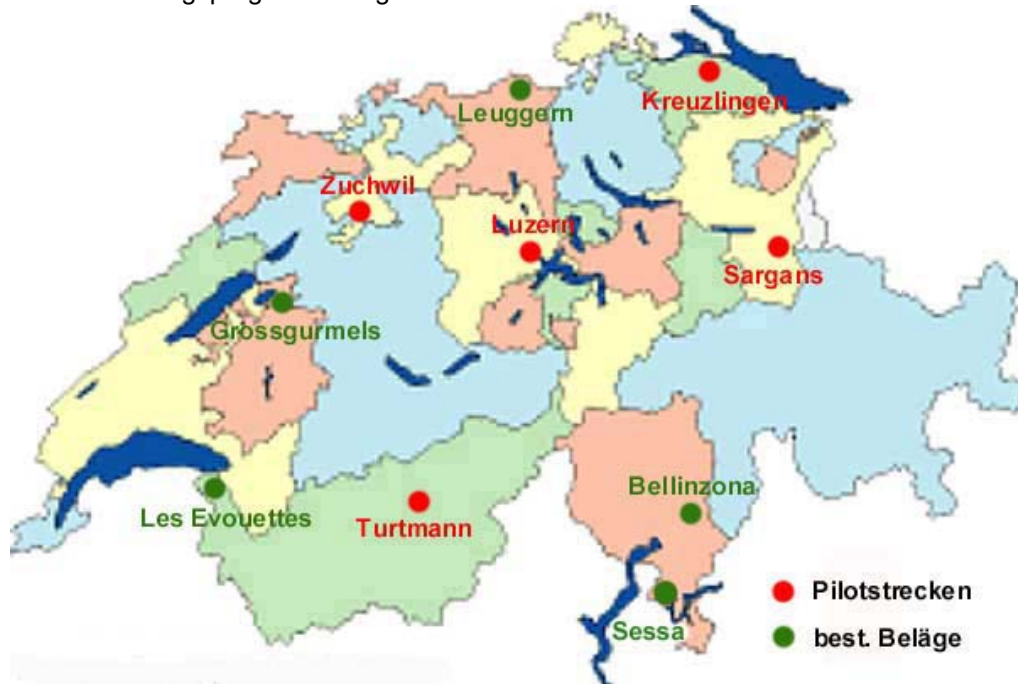 Leuggern
Kreuzlingen
Zuchwil
Luzern
Sargans
Grossgurmels
Bellinzona
Les Evouettes
Turtmann
Pilotstrecken
Sessa
best. Beläge